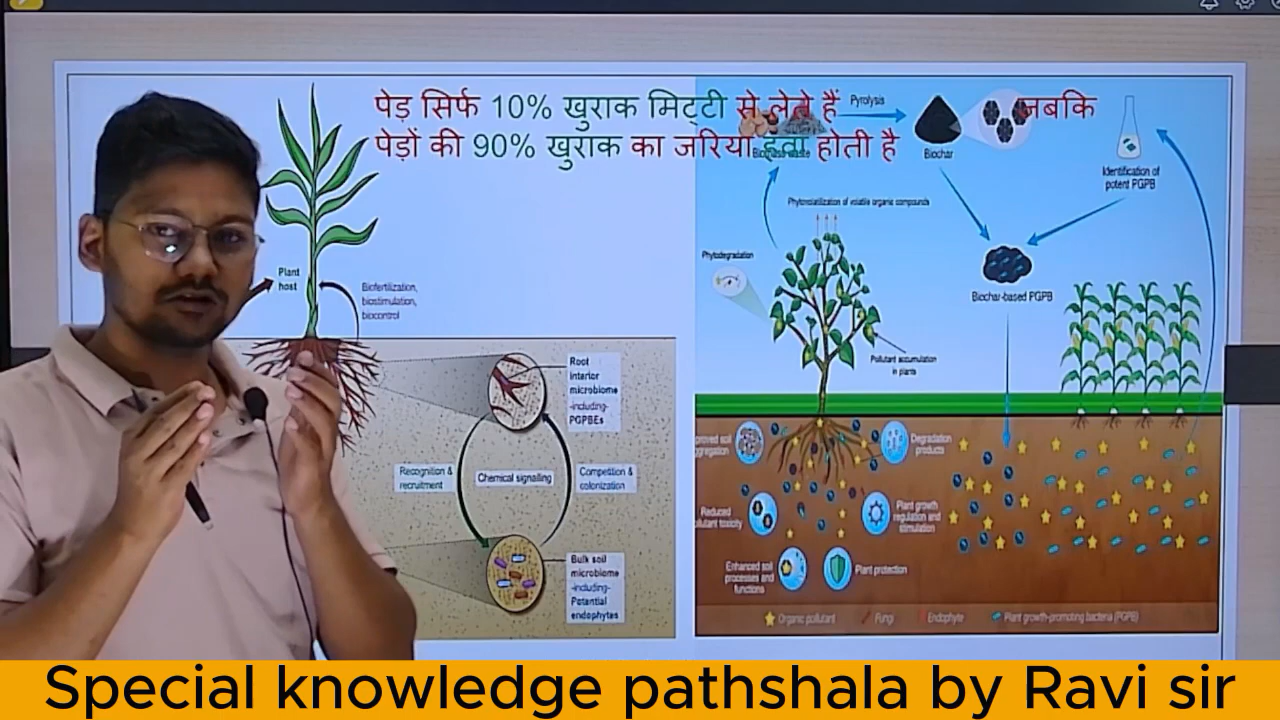 पेड़ सिर्फ 10% खुराक मिट्टी से लेते हैं जबकि
पेड़ों की 90% खुराक का जरिया हवा होती है
Pyrolysis
Biomass waste
Biochar
Identification of
potent PGPB
Phytovolatilization of volatile organic compounds
Phytodegradation
Plant
host
Biofertilization,
biostimulation,
biocontrol
Biochar-based PGPB
Pollutant accumulation
in plants
Root
interior
microbiome
-including-
PGPBEs
Recognition &
recruitment
Chemical signalling
Competition &
colonization
Bulk soil
microbiome
-including-
Potential
endophytes
soil
Degradation
products
Reduced
toxicity
Plant growth
regulation and
stimulation
Enhanced soil
processes and
functions
Plant protection
Organic pollutant
Fungi
Endophyte
Plant growth-promoting bacteria (PGPB)
Special knowledge pathshala by Ravi sir